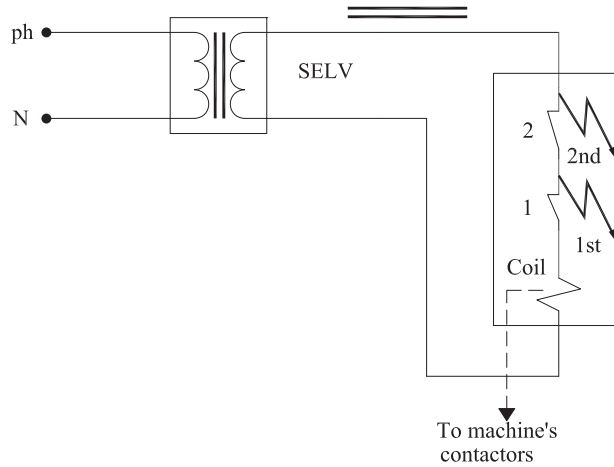 ph
SELV
N
2
2nd
1
1st
Coil
To machine's
contactors